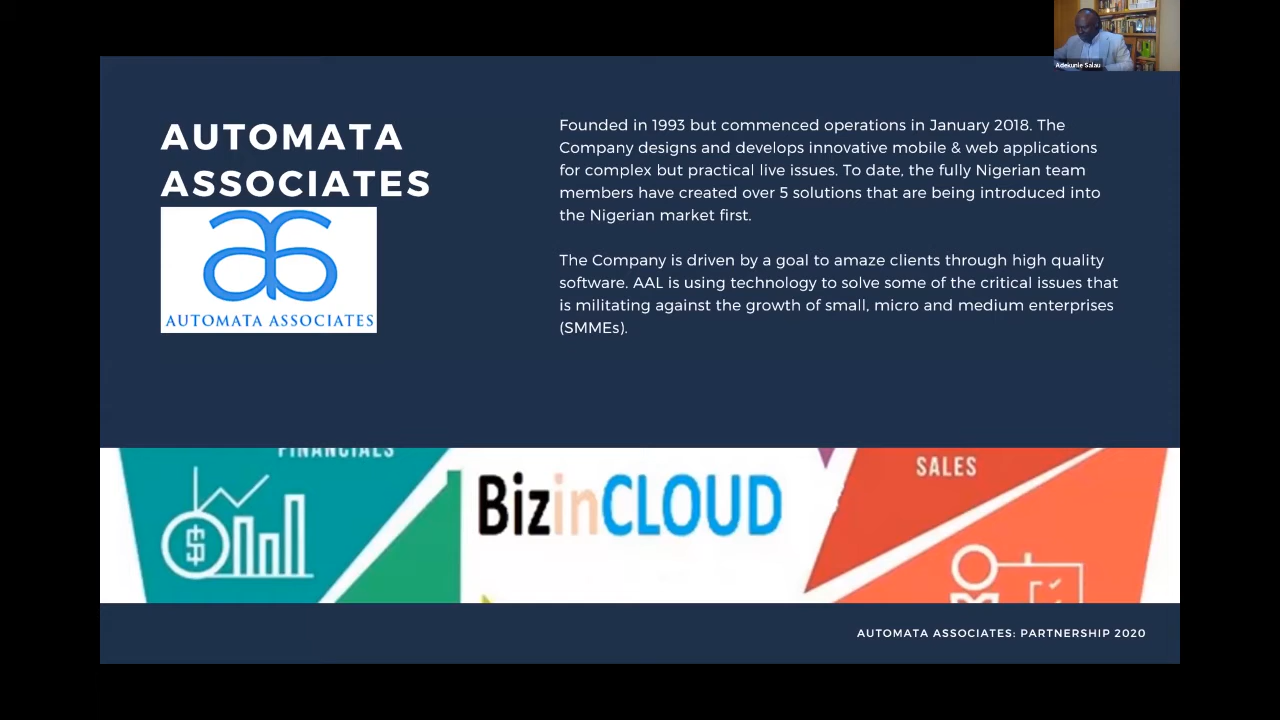 Adekunle Salau
AUTOMATA
ASSOCIATES
AUTOMATA ASSOCIATES
Founded in 1993 but commenced operations in January 2018. The
Company designs and develops innovative mobile & web applications
for complex but practical live issues. To date, the fully Nigerian team
members have created over 5 solutions that are being introduced into
the Nigerian market first.
The Company is driven by a goal to amaze clients through high quality
software. AAL is using technology to solve some of the critical issues that
is militating against the growth of small, micro and medium enterprises
(SMMEs).
FINANCIALS
BizinCLOUD
SALES
AUTOMATA ASSOCIATES: PARTNERSHIP 2020